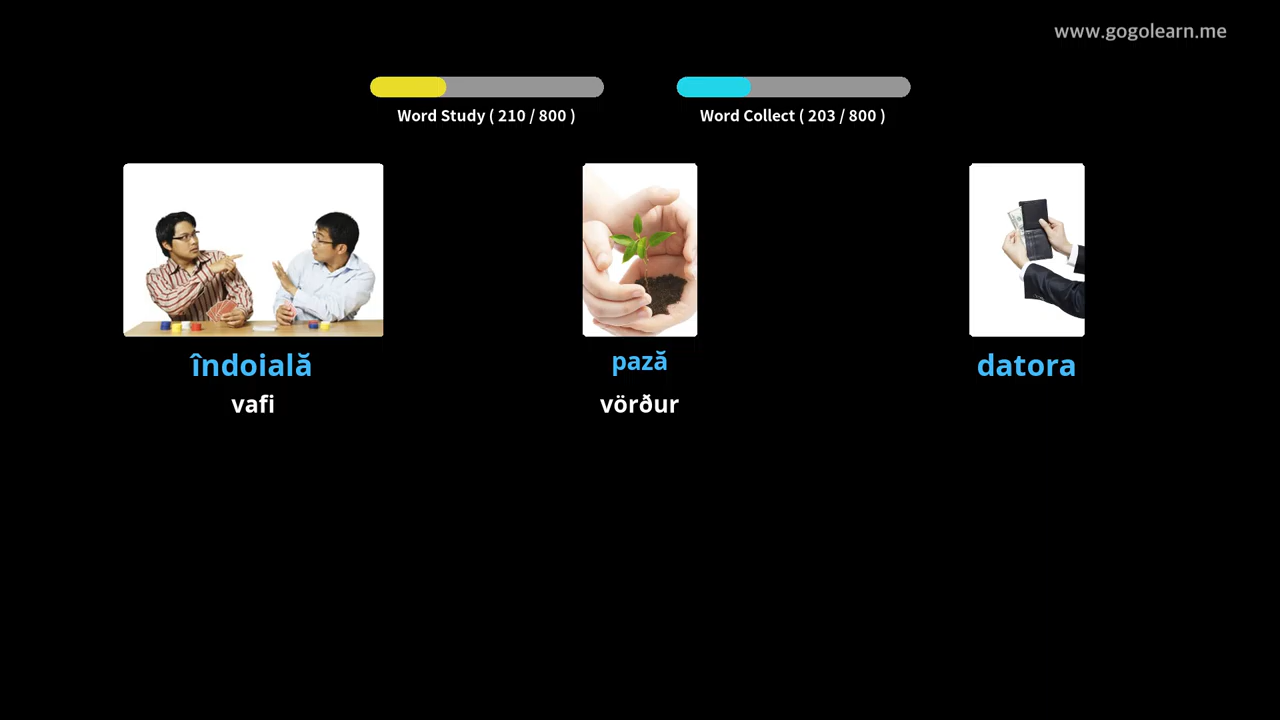 www.gogolearn.me
Word Study ( 210 / 800 )
Word Collect ( 203 / 800 )
îndoială
pază
datora
vafi
vörður